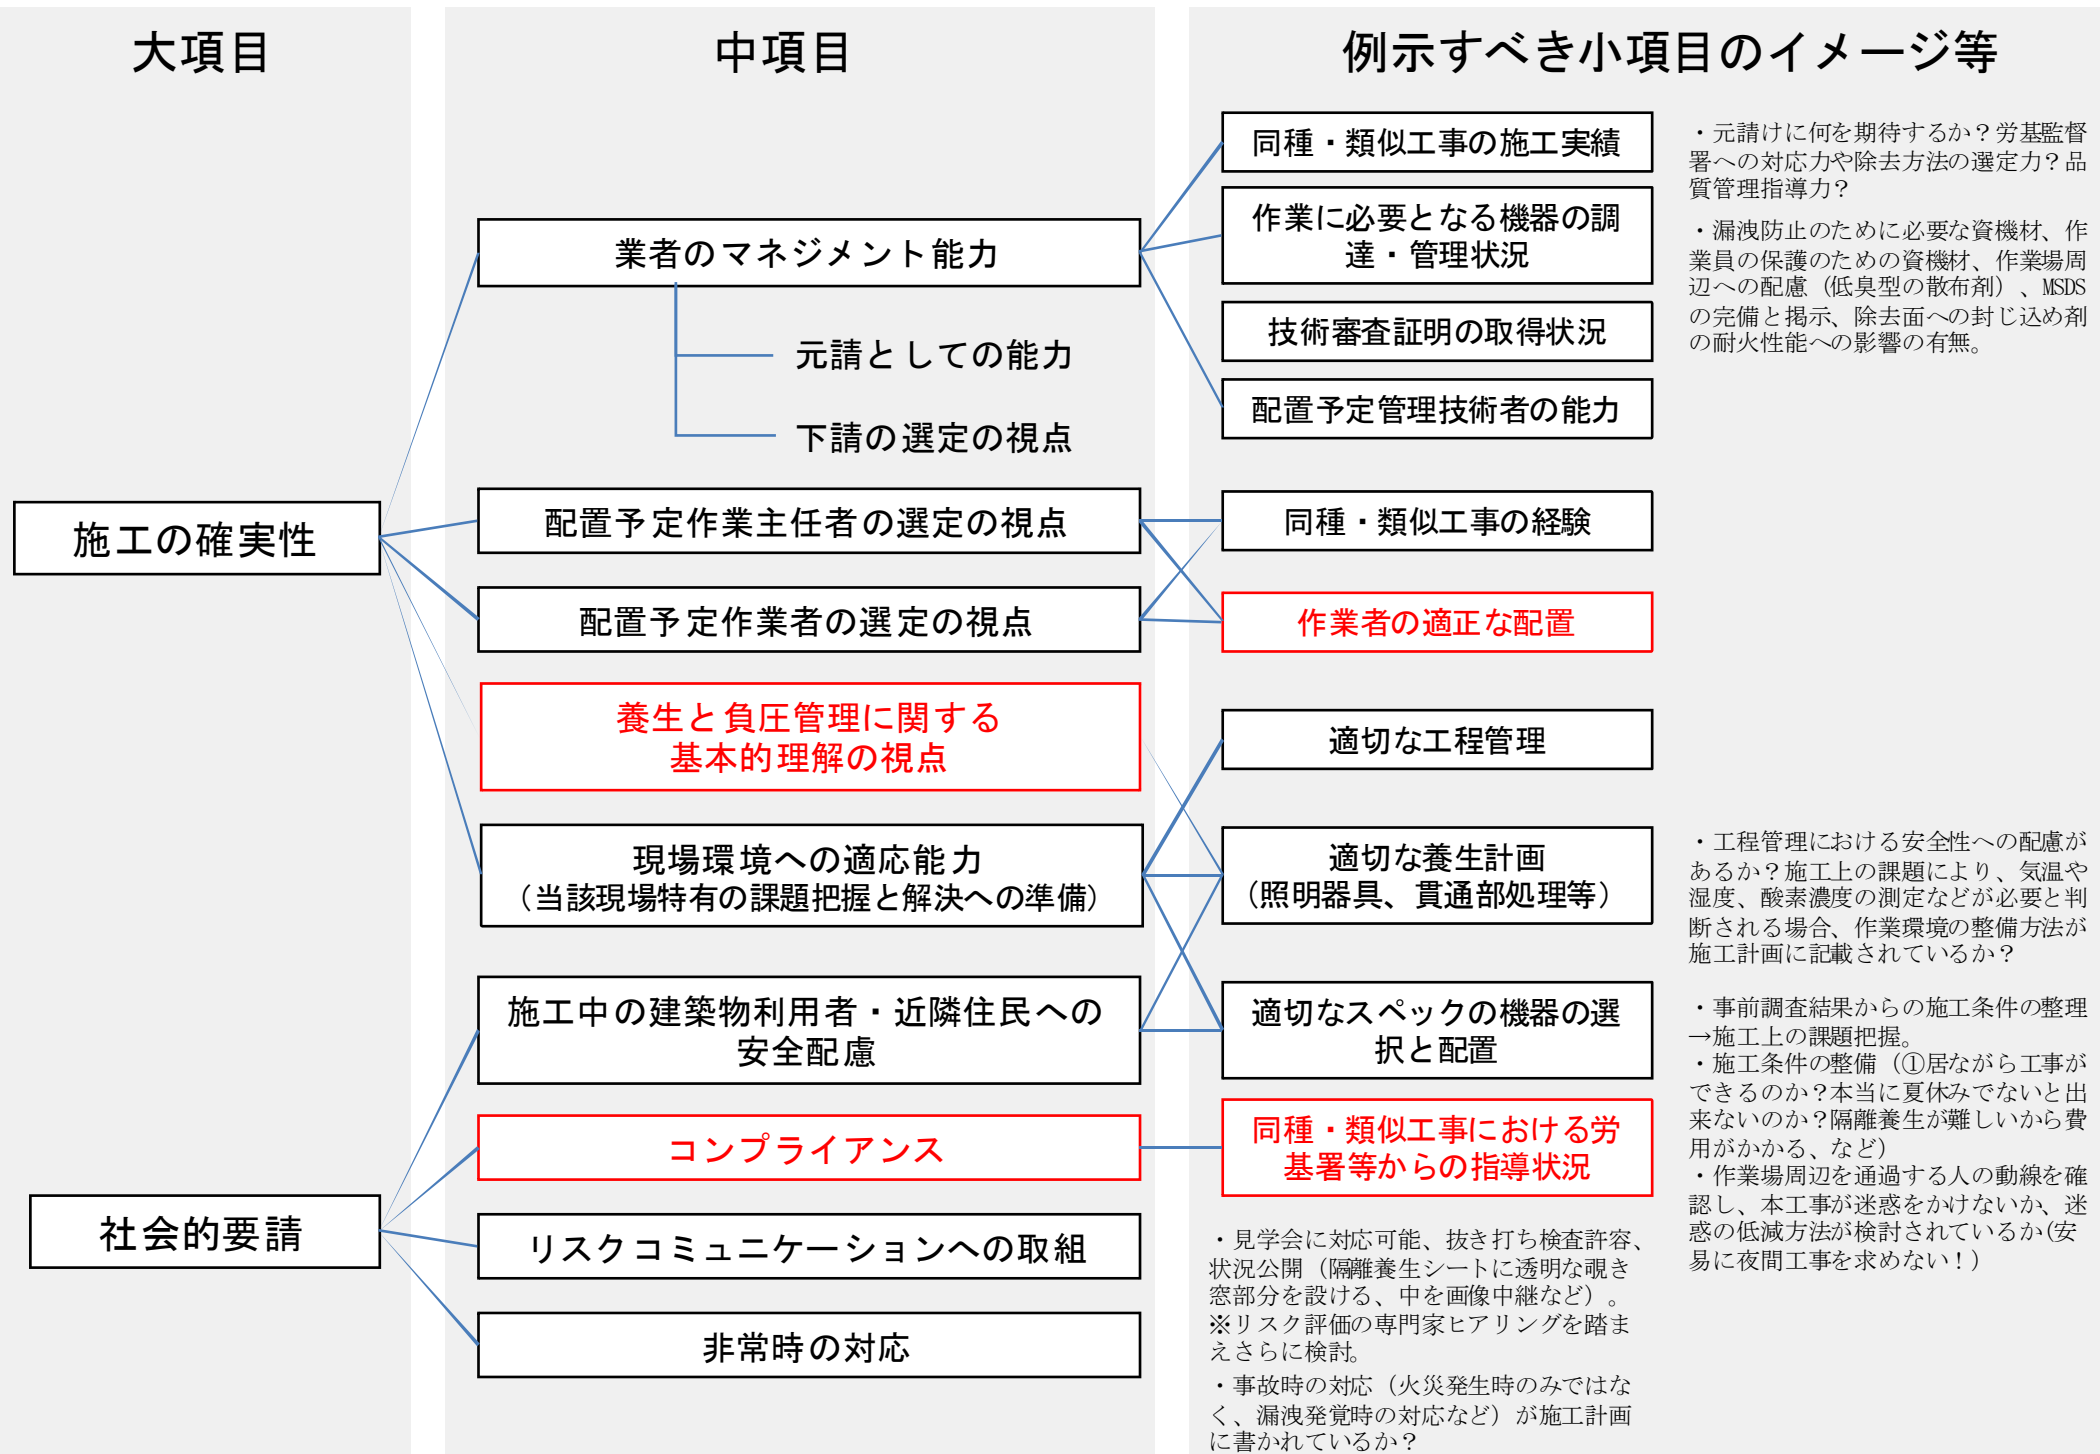 大項目
中項目
例示すべき小項目のイメージ等
施工の確実性
社会的要請
業者のマネジメント能力
元請としての能力
下請の選定の視点
配置予定作業主任者の選定の視点
配置予定作業者の選定の視点
養生と負圧管理に関する
基本的理解の視点
現場環境への適応能力
（当該現場特有の課題把握と解決への準備）
施工中の建築物利用者・近隣住民への
安全配慮
コンプライアンス
リスクコミュニケーションへの取組
非常時の対応
同種・類似工事の施工実績
作業に必要となる機器の調
達・管理状況
技術審査証明の取得状況
配置予定管理技術者の能力
同種・類似工事の経験
作業者の適正な配置
適切な工程管理
適切な養生計画
（照明器具、貫通部処理等）
適切なスペックの機器の選
択と配置
同種・類似工事における労
基署等からの指導状況
・見学会に対応可能、抜き打ち検査許容、
状況公開（隔離養生シートに透明な覗き
窓部分を設ける、中を画像中継など）。
※リスク評価の専門家ヒアリングを踏ま
えさらに検討。
・事故時の対応（火災発生時のみではな
く、漏洩発覚時の対応など）が施工計画
に書かれているか？
・元請けに何を期待するか？労基監督
署への対応力や除去方法の選定力？品
質管理指導力？
・漏洩防止のために必要な資機材、作
業員の保護のための資機材、作業場周
辺への配慮（低臭型の散布剤）、MSDS
の完備と掲示、除去面への封じ込め剤
の耐火性能への影響の有無。
・工程管理における安全性への配慮が
あるか？施工上の課題により、気温や
湿度、酸素濃度の測定などが必要と判
断される場合、作業環境の整備方法が
施工計画に記載されているか？
・事前調査結果からの施工条件の整理
→施工上の課題把握。
・施工条件の整備（①居ながら工事が
できるのか？本当に夏休みでないと出
来ないのか？隔離養生が難しいから費
用がかかる、など）
・作業場周辺を通過する人の動線を確
認し、本工事が迷惑をかけないか、迷
惑の低減方法が検討されているか(安
易に夜間工事を求めない！)